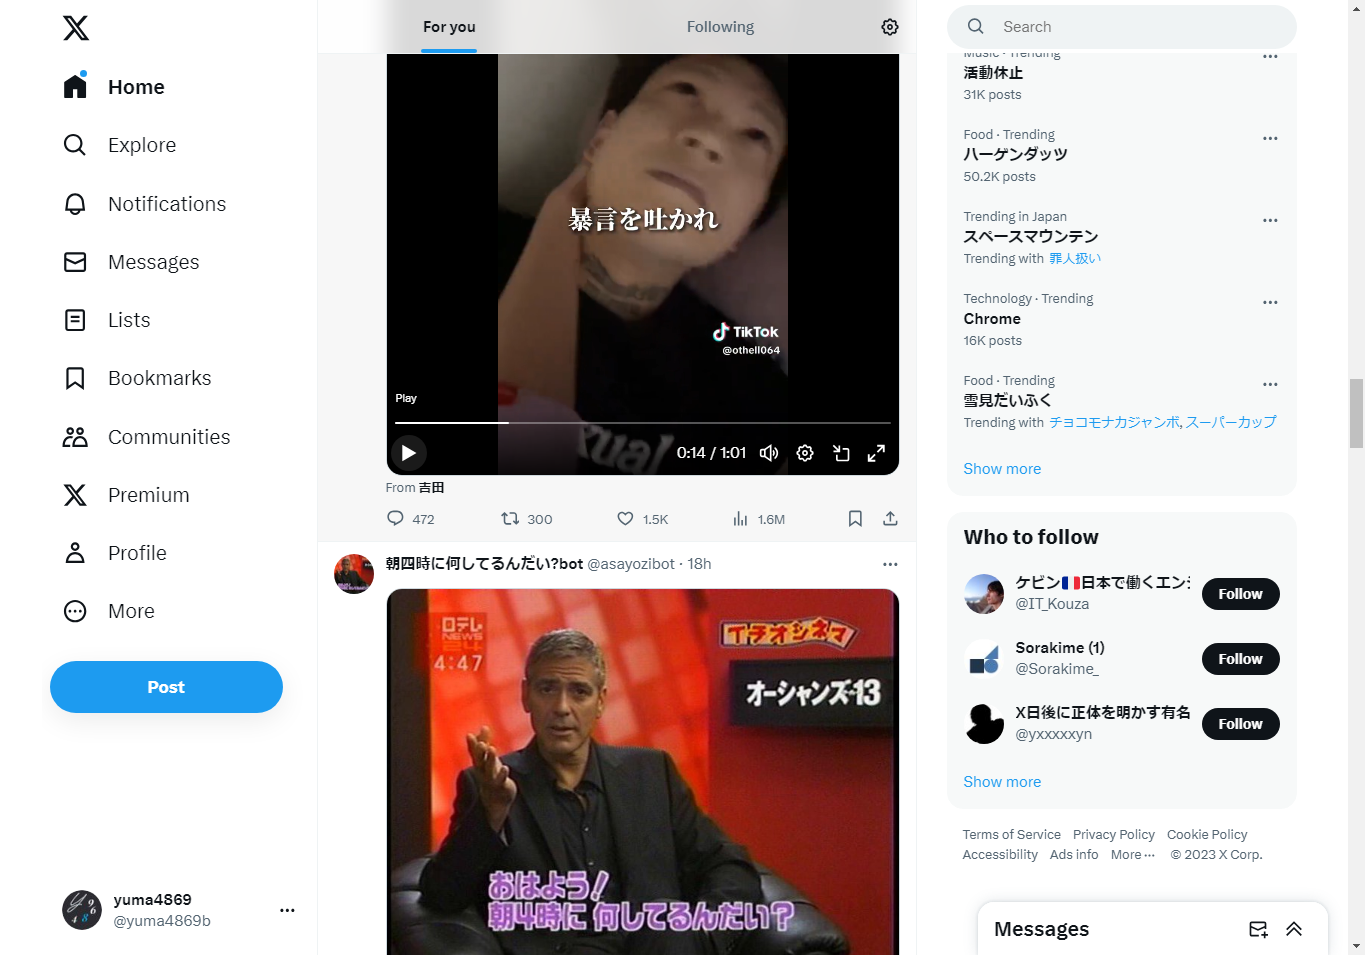 Home
Explore
Notifications
Messages
Lists
Bookmarks
Communities
Premium
Profile
More
Post
yuma4869
@yuma4869b
For you
Following
暴言を吐かれ
TikTok
@othell064
Play
0:14 / 1:01
From 吉田
472
300
1.5K
1.6M
朝四時に何してるんだい?bot @asayozibot · 18h
日テレ
NEWS
24
4:47
イチオシネマ
オーシャンズ13
おはよう!
朝4時に 何してるんだい?
Search
Music · Trending
活動休止
31K posts
Food · Trending
ハーゲンダッツ
50.2K posts
Trending in Japan
スペースマウンテン
Trending with 罪人扱い
Technology · Trending
Chrome
16K posts
Food · Trending
雪見だいふく
Trending with チョコモナカジャンボ, スーパーカップ
Show more
Who to follow
ケビン🇫🇷日本で働くエンジ
@IT_Kouza
Follow
Sorakime (1)
@Sorakime_
Follow
X日後に正体を明かす有名
@yxxxxxyn
Follow
Show more
Terms of Service Privacy Policy Cookie Policy
Accessibility Ads info More ··· © 2023 X Corp.
Messages